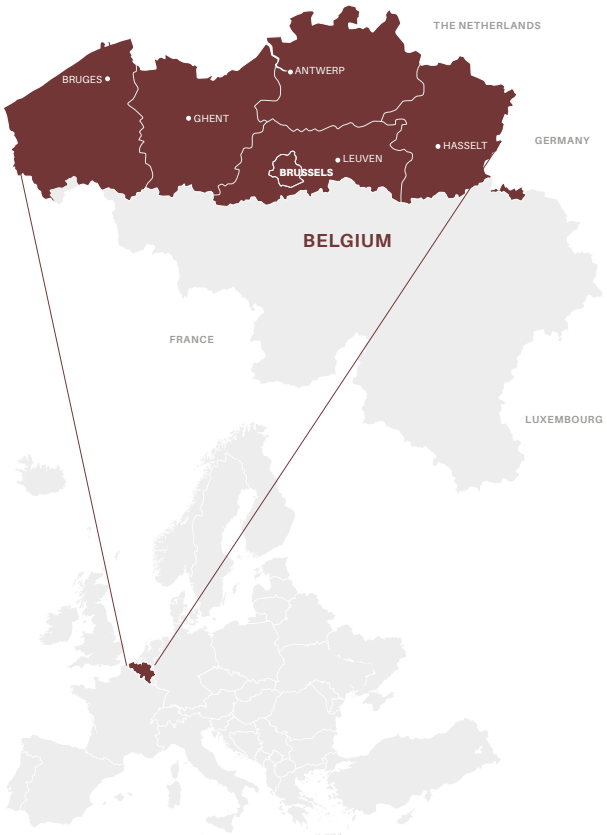 THE NETHERLANDS
ANTWERP
BRUGES
GHENT
GERMANY
HASSELT
LEUVEN
BRUSSELS
BELGIUM
FRANCE
LUXEMBOURG